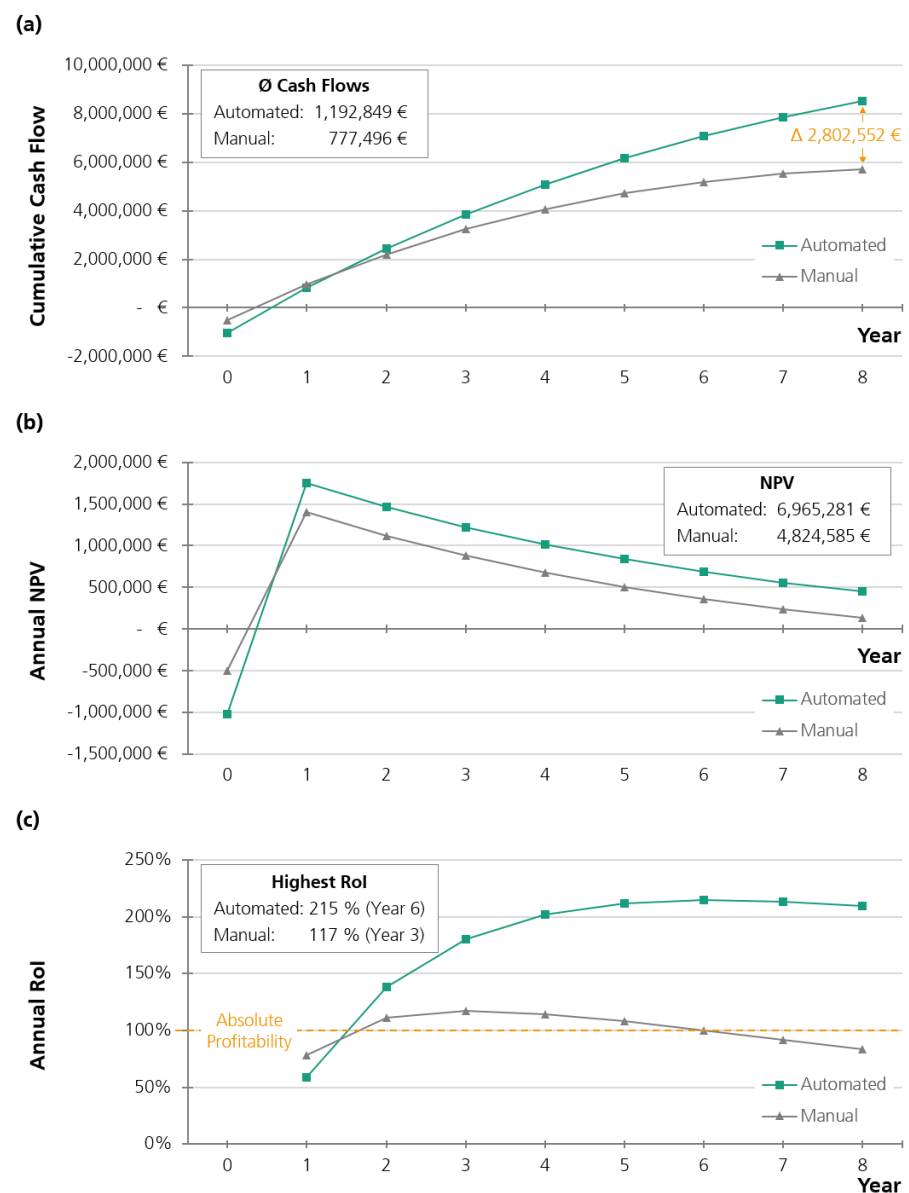 (a)
Cumulative Cash Flow
10,000,000 €
8,000,000 €
6,000,000 €
4,000,000 €
2,000,000 €
- €
-2,000,000 €
Ø Cash Flows
Automated: 1,192,849 €
Manual: 777,496 €
Δ 2,802,552 €
Automated
Manual
Year
0 1 2 3 4 5 6 7 8
(b)
Annual NPV
2,000,000 €
1,500,000 €
1,000,000 €
500,000 €
- €
-500,000 €
-1,000,000 €
-1,500,000 €
NPV
Automated: 6,965,281 €
Manual: 4,824,585 €
Year
Automated
Manual
0 1 2 3 4 5 6 7 8
(c)
Annual RoI
250%
200%
150%
100%
50%
0%
Highest RoI
Automated: 215 % (Year 6)
Manual: 117 % (Year 3)
Absolute
Profitability
Automated
Manual
0 1 2 3 4 5 6 7 8
Year